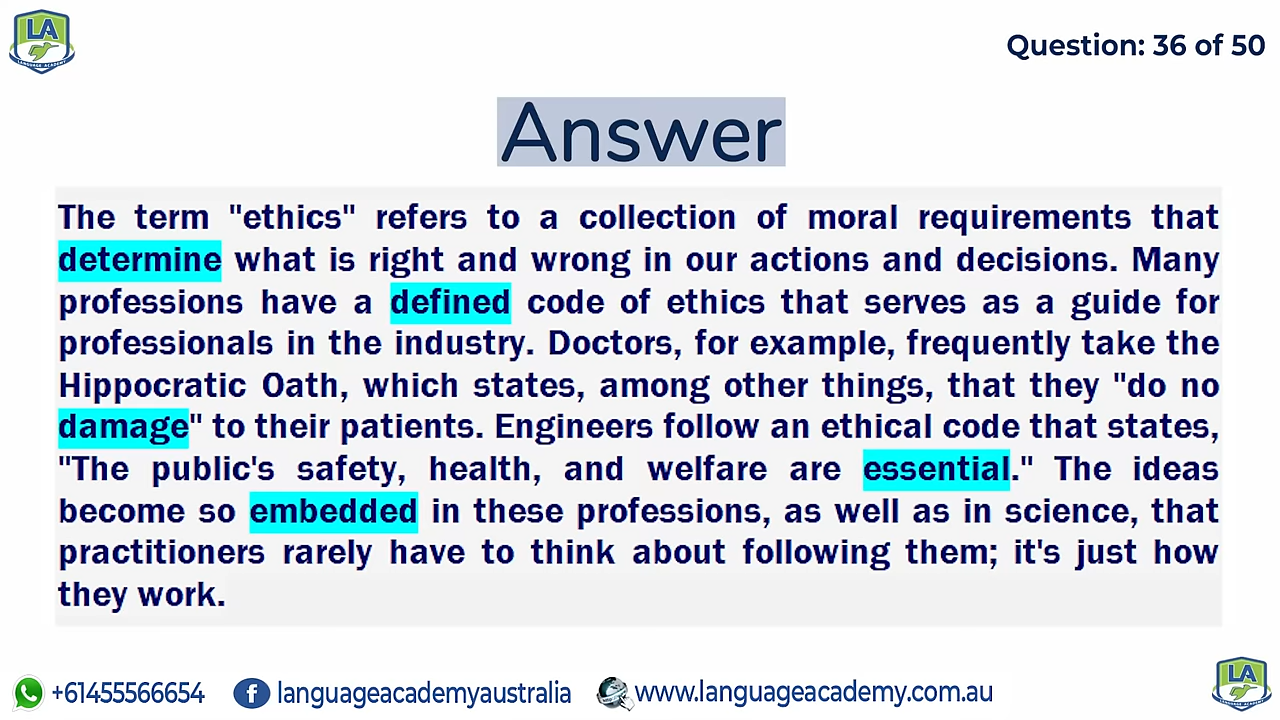 LA
LANGUAGE ACADEMY
Question: 36 of 50
Answer
The term "ethics" refers to a collection of moral requirements that
determine what is right and wrong in our actions and decisions. Many
professions have a defined code of ethics that serves as a guide for
professionals in the industry. Doctors, for example, frequently take the
Hippocratic Oath, which states, among other things, that they "do no
damage" to their patients. Engineers follow an ethical code that states,
"The public's safety, health, and welfare are essential." The ideas
become so embedded in these professions, as well as in science, that
practitioners rarely have to think about following them; it's just how
they work.
+61455566654 languageacademyaustralia www.languageacademy.com.au
LA
LANGUAGE ACADEMY